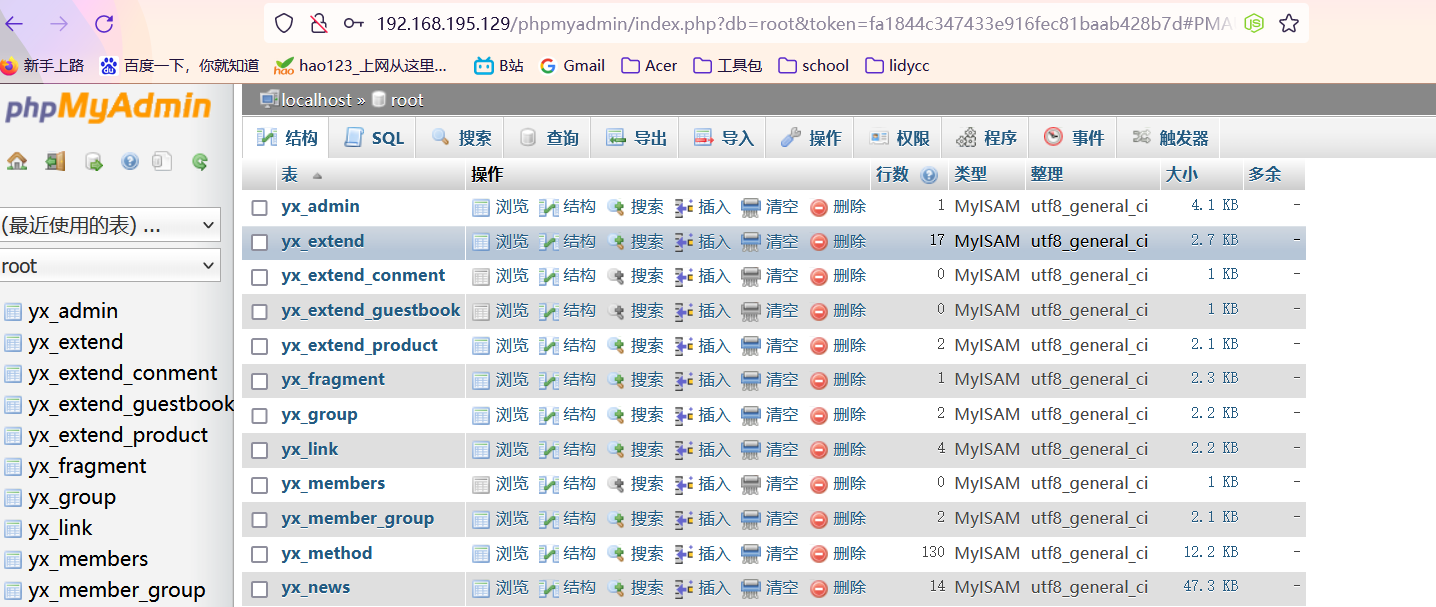 192.168.195.129/phpmyadmin/index.php?db=root&token=fa1844c347433e916fec81baab428b7d#PMA
新手上路 百度一下，你就知道 hao123_上网从这里... B站 Gmail Acer 工具包 school lidycc
phpMyAdmin
(最近使用的表) ...
root
yx_admin
yx_extend
yx_extend_conment
yx_extend_guestbook
yx_extend_product
yx_fragment
yx_group
yx_link
yx_members
yx_member_group
localhost » root
结构 SQL 搜索 查询 导出 导入 操作 权限 程序 事件 触发器
表 操作 行数 类型 整理 大小 多余
yx_admin 浏览 结构 搜索 插入 清空 删除 1 MyISAM utf8_general_ci 4.1 KB -
yx_extend 浏览 结构 搜索 插入 清空 删除 17 MyISAM utf8_general_ci 2.7 KB -
yx_extend_conment 浏览 结构 搜索 插入 清空 删除 0 MyISAM utf8_general_ci 1 KB -
yx_extend_guestbook 浏览 结构 搜索 插入 清空 删除 0 MyISAM utf8_general_ci 1 KB -
yx_extend_product 浏览 结构 搜索 插入 清空 删除 2 MyISAM utf8_general_ci 2.1 KB -
yx_fragment 浏览 结构 搜索 插入 清空 删除 1 MyISAM utf8_general_ci 2.3 KB -
yx_group 浏览 结构 搜索 插入 清空 删除 2 MyISAM utf8_general_ci 2.2 KB -
yx_link 浏览 结构 搜索 插入 清空 删除 4 MyISAM utf8_general_ci 2.2 KB -
yx_members 浏览 结构 搜索 插入 清空 删除 0 MyISAM utf8_general_ci 1 KB -
yx_member_group 浏览 结构 搜索 插入 清空 删除 2 MyISAM utf8_general_ci 2.1 KB -
yx_method 浏览 结构 搜索 插入 清空 删除 130 MyISAM utf8_general_ci 12.2 KB -
yx_news 浏览 结构 搜索 插入 清空 删除 14 MyISAM utf8_general_ci 47.3 KB -